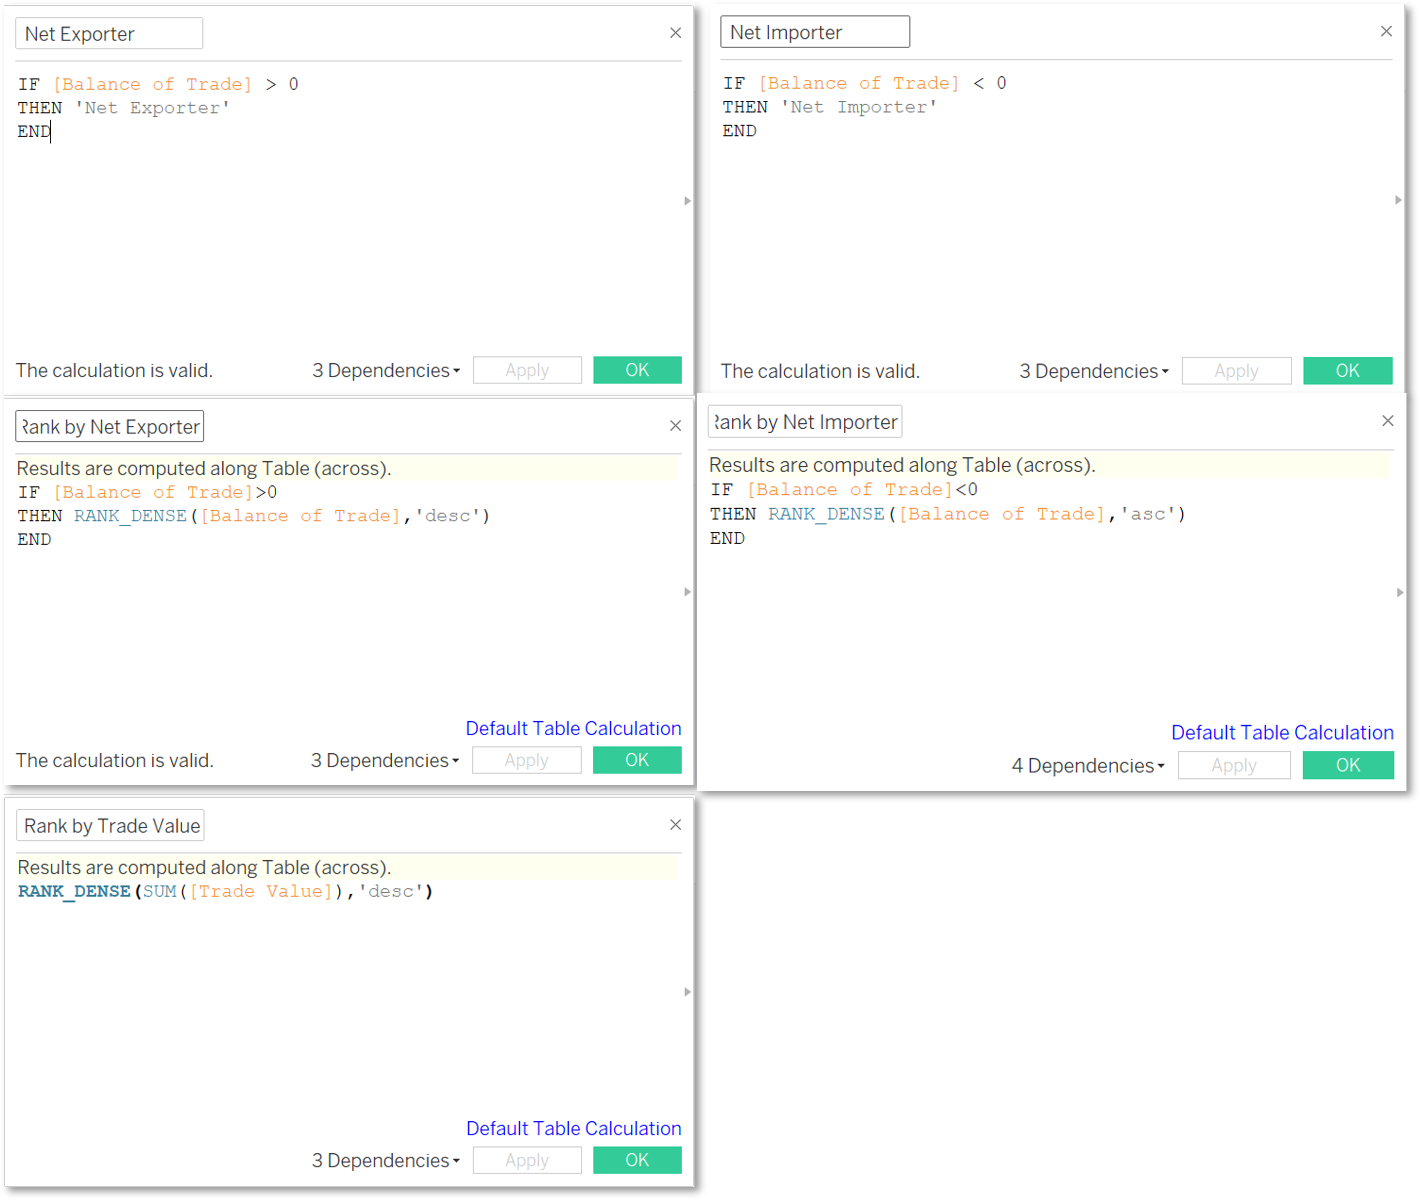 Net Exporter
IF [Balance of Trade] > 0
THEN 'Net Exporter'
END
The calculation is valid.
3 Dependencies
Apply
OK
Net Importer
IF [Balance of Trade] < 0
THEN 'Net Importer'
END
The calculation is valid.
3 Dependencies
Apply
OK
Rank by Net Exporter
Results are computed along Table (across).
IF [Balance of Trade]>0
THEN RANK_DENSE([Balance of Trade],'desc')
END
Default Table Calculation
The calculation is valid.
3 Dependencies
Apply
OK
Rank by Net Importer
Results are computed along Table (across).
IF [Balance of Trade]<0
THEN RANK_DENSE([Balance of Trade],'asc')
END
Default Table Calculation
4 Dependencies
Apply
OK
Rank by Trade Value
Results are computed along Table (across).
RANK_DENSE(SUM([Trade Value]),'desc')
Default Table Calculation
3 Dependencies
Apply
OK